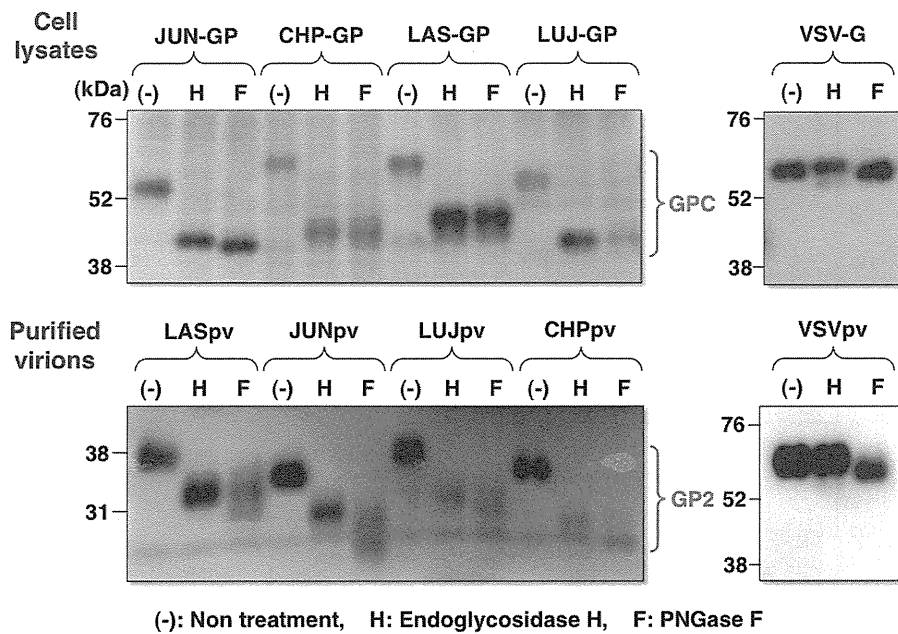 Cell lysates
JUN-GP CHP-GP LAS-GP LUJ-GP VSV-G
(kDa) (-) H F (-) H F (-) H F (-) H F (-) H F
76 76
52 GPC 52
38 38
Purified virions
LASpv JUNpv LUJpv CHPpv VSVpv
(-) H F (-) H F (-) H F (-) H F (-) H F
38 76
31 GP2 52
38
(-): Non treatment, H: Endoglycosidase H, F: PNGase F